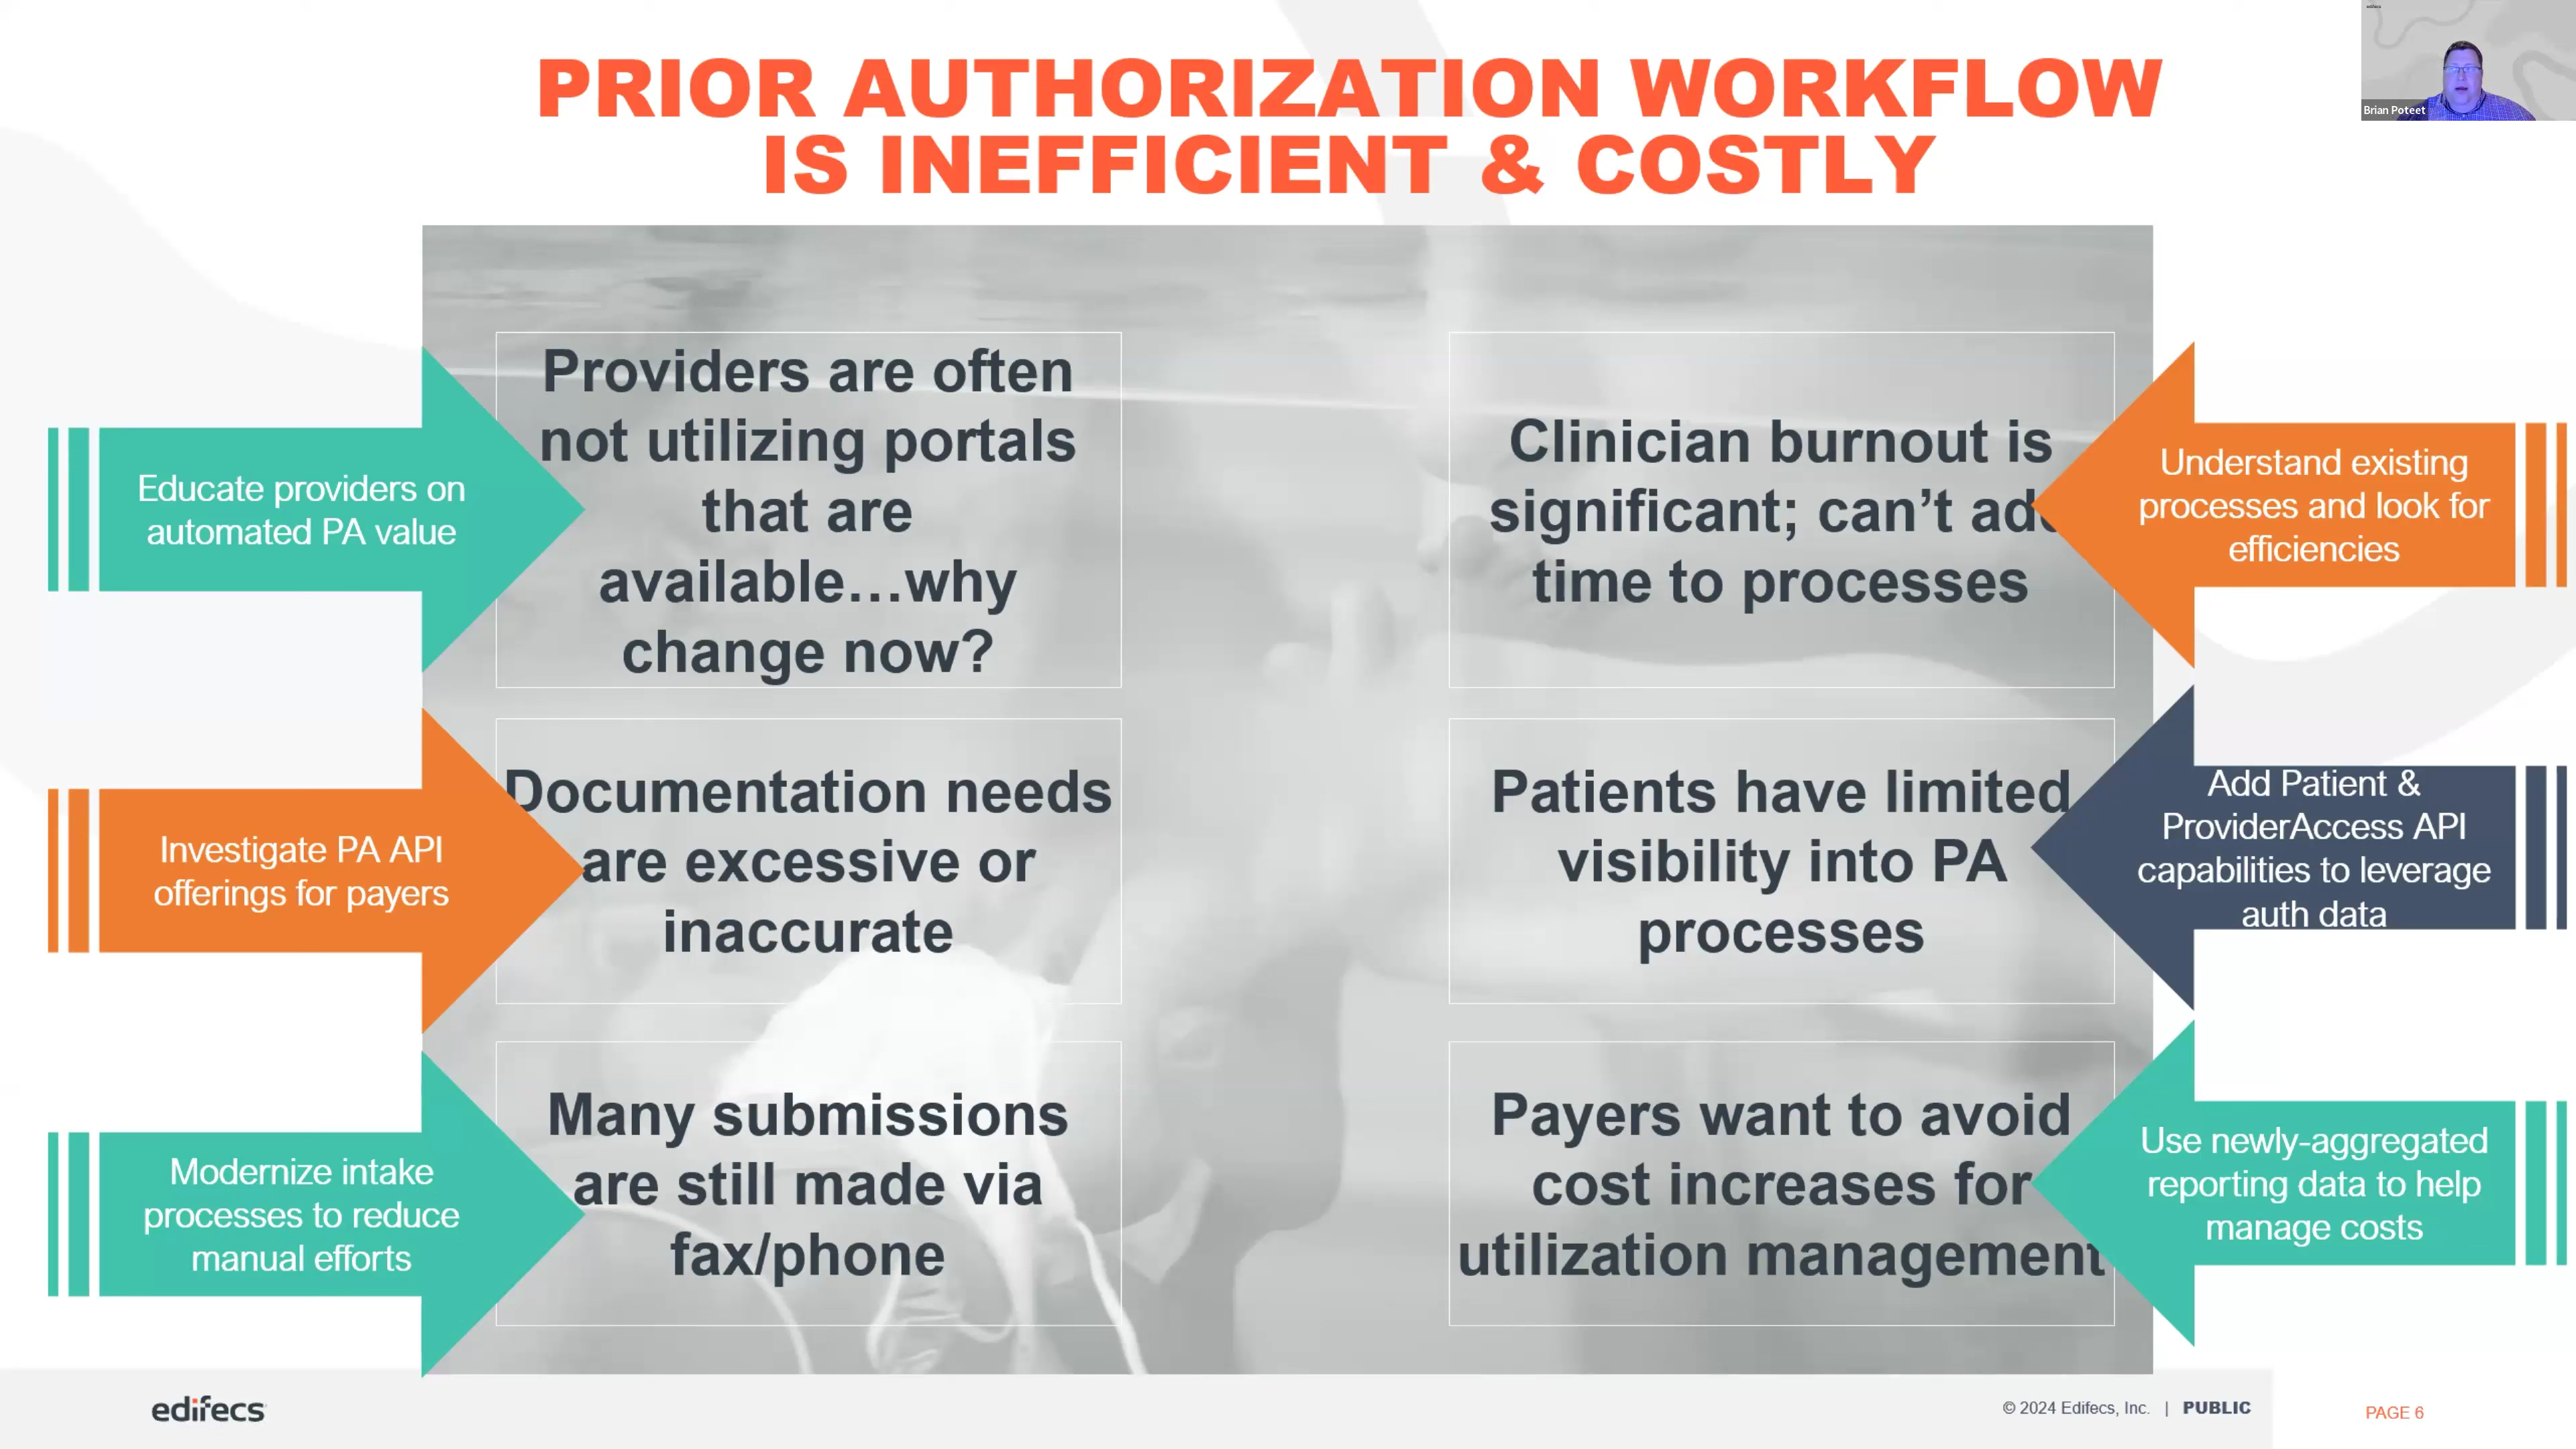 edifecs
Brian Poteet
PRIOR AUTHORIZATION WORKFLOW
IS INEFFICIENT & COSTLY
Educate providers on
automated PA value
Providers are often
not utilizing portals
that are
available…why
change now?
Clinician burnout is
significant; can’t add
time to processes
Understand existing
processes and look for
efficiencies
Investigate PA API
offerings for payers
Documentation needs
are excessive or
inaccurate
Patients have limited
visibility into PA
processes
Add Patient &
ProviderAccess API
capabilities to leverage
auth data
Modernize intake
processes to reduce
manual efforts
Many submissions
are still made via
fax/phone
Payers want to avoid
cost increases for
utilization management
Use newly-aggregated
reporting data to help
manage costs
edifecs
© 2024 Edifecs, Inc. | PUBLIC
PAGE 6